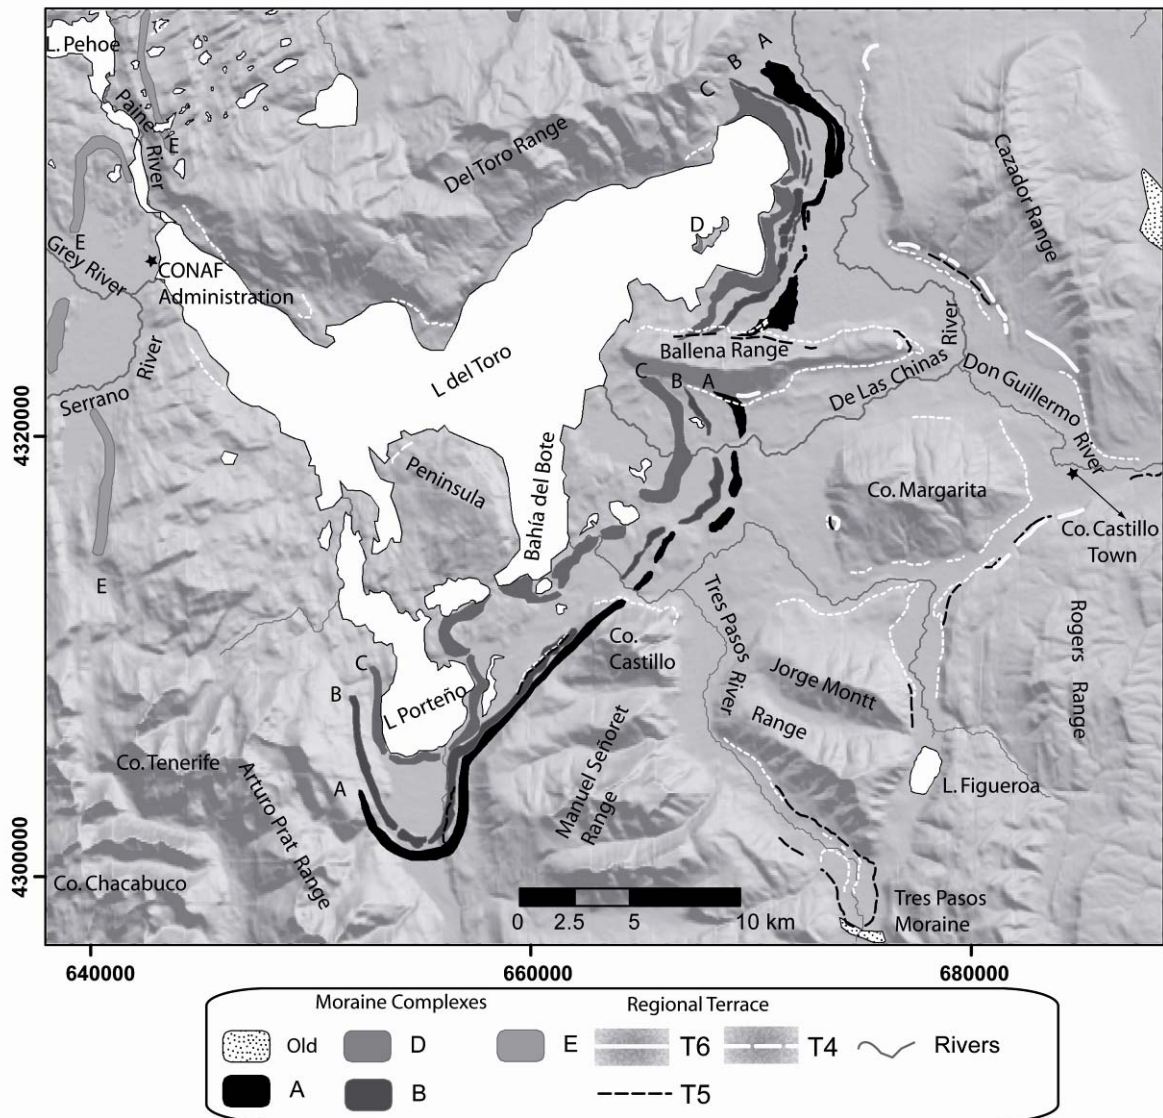 L. Pehoe
A
B
C
Paine
River
E
Del Toro Range
Cazador Range
D
E
Grey River
CONAF
Administration
River
Ballena Range
L del Toro
C
B
A
De Las Chinas
Don Guillermo
River
Serrano
River
4320000
Peninsula
Bahía del Bote
Co. Margarita
Co. Castillo
Town
E
Tres Pasos
River
Co.
Castillo
Rogers
Range
C
Jorge Montt
Range
B
L Porteño
Manuel Señoret
Range
Co. Tenerife
Arturo Prat
Range
A
L. Figueroa
4300000
Co. Chacabuco
Tres Pasos
Moraine
0 2.5 5 10 km
640000 660000 680000
Moraine Complexes Regional Terrace
Old D E T6 T4 Rivers
A B T5